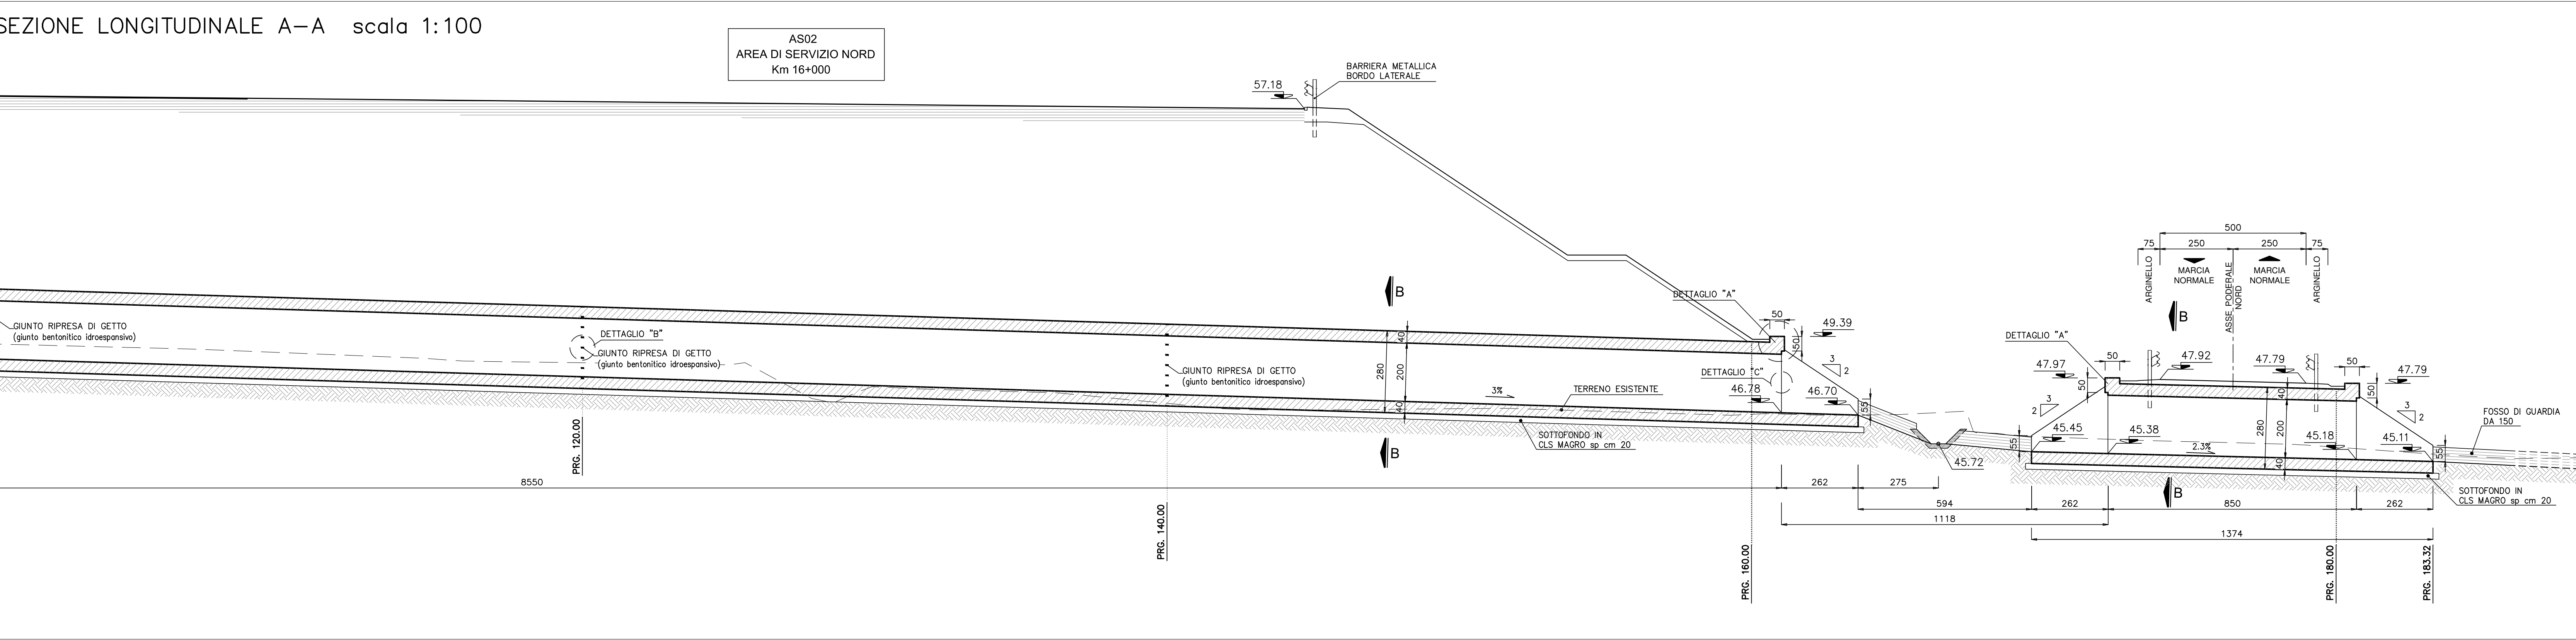 SEZIONE LONGITUDINALE A-A scala 1:100
AS02
AREA DI SERVIZIO NORD
Km 16+000
57.18
BARRIERA METALLICA
BORDO LATERALE
GIUNTO RIPRESA DI GETTO
(giunto bentonitico idroespansivo)
DETTAGLIO "B"
GIUNTO RIPRESA DI GETTO
(giunto bentonitico idroespansivo)
GIUNTO RIPRESA DI GETTO
(giunto bentonitico idroespansivo)
B
40
280
200
40
B
3%
TERRENO ESISTENTE
SOTTOFONDO IN
CLS MAGRO sp cm 20
DETTAGLIO "A"
50
49.39
50
3
2
DETTAGLIO "C"
46.78
46.70
55
45.72
500
75
250
250
75
ARGINELLO
MARCIA
NORMALE
ASSE PODERALE
NORD
MARCIA
NORMALE
ARGINELLO
B
DETTAGLIO "A"
50
47.97
50
47.92
47.79
50
47.79
50
3
2
3
2
40
280
200
40
55
45.45
45.38
2.3%
45.18
45.11
55
FOSSO DI GUARDIA
DA 150
B
SOTTOFONDO IN
CLS MAGRO sp cm 20
8550
262
275
594
262
850
262
1118
1374
PRG. 120.00
PRG. 140.00
PRG. 160.00
PRG. 180.00
PRG. 183.32